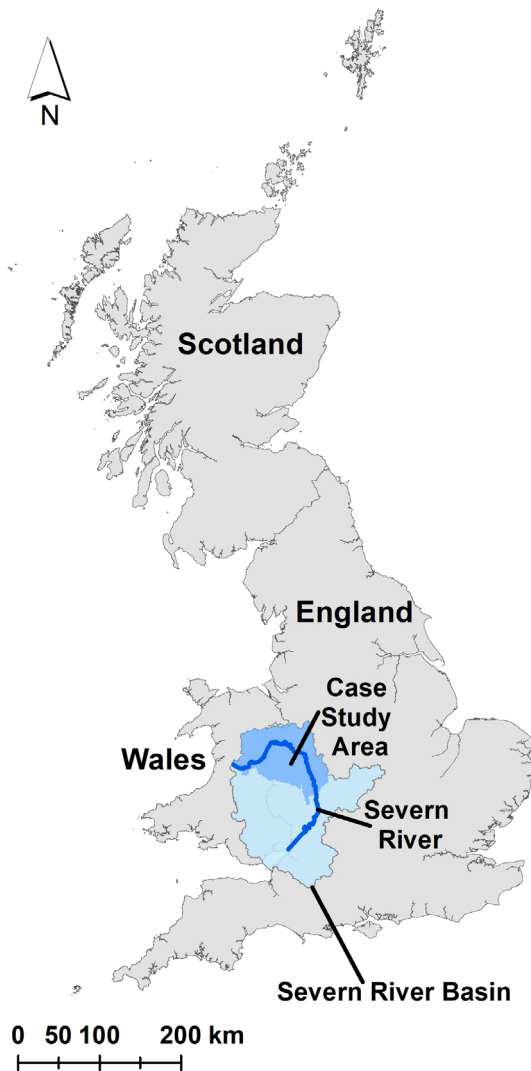 N
Scotland
England
Case
Study
Area
Wales
Severn
River
Severn River Basin
0 50 100 200 km